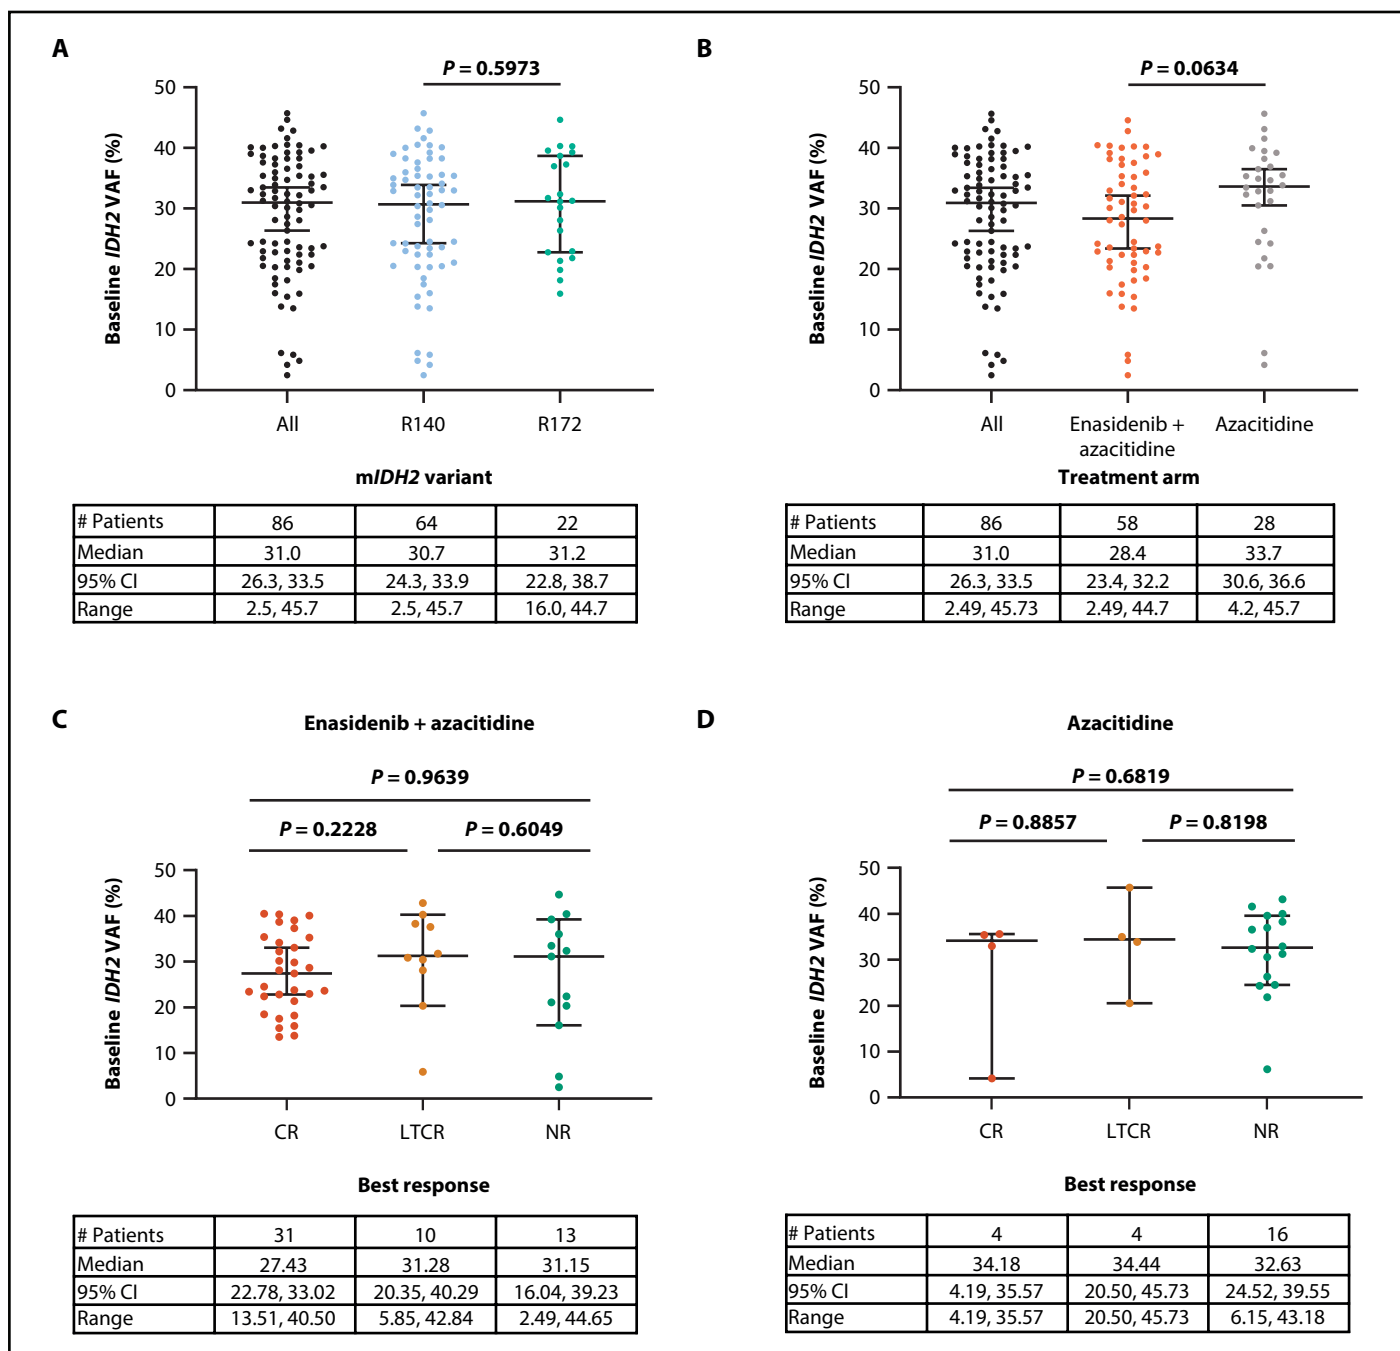 A
P = 0.5973
Baseline IDH2 VAF (%)
50
40
30
20
10
0
All
R140
R172
mIDH2 variant
# Patients 86 64 22
Median 31.0 30.7 31.2
95% CI 26.3, 33.5 24.3, 33.9 22.8, 38.7
Range 2.5, 45.7 2.5, 45.7 16.0, 44.7
B
P = 0.0634
Baseline IDH2 VAF (%)
50
40
30
20
10
0
All
Enasidenib +
azacitidine
Azacitidine
Treatment arm
# Patients 86 58 28
Median 31.0 28.4 33.7
95% CI 26.3, 33.5 23.4, 32.2 30.6, 36.6
Range 2.49, 45.73 2.49, 44.7 4.2, 45.7
C
Enasidenib + azacitidine
P = 0.9639
P = 0.2228
P = 0.6049
Baseline IDH2 VAF (%)
50
40
30
20
10
0
CR
LTCR
NR
Best response
# Patients 31 10 13
Median 27.43 31.28 31.15
95% CI 22.78, 33.02 20.35, 40.29 16.04, 39.23
Range 13.51, 40.50 5.85, 42.84 2.49, 44.65
D
Azacitidine
P = 0.6819
P = 0.8857
P = 0.8198
Baseline IDH2 VAF (%)
50
40
30
20
10
0
CR
LTCR
NR
Best response
# Patients 4 4 16
Median 34.18 34.44 32.63
95% CI 4.19, 35.57 20.50, 45.73 24.52, 39.55
Range 4.19, 35.57 20.50, 45.73 6.15, 43.18